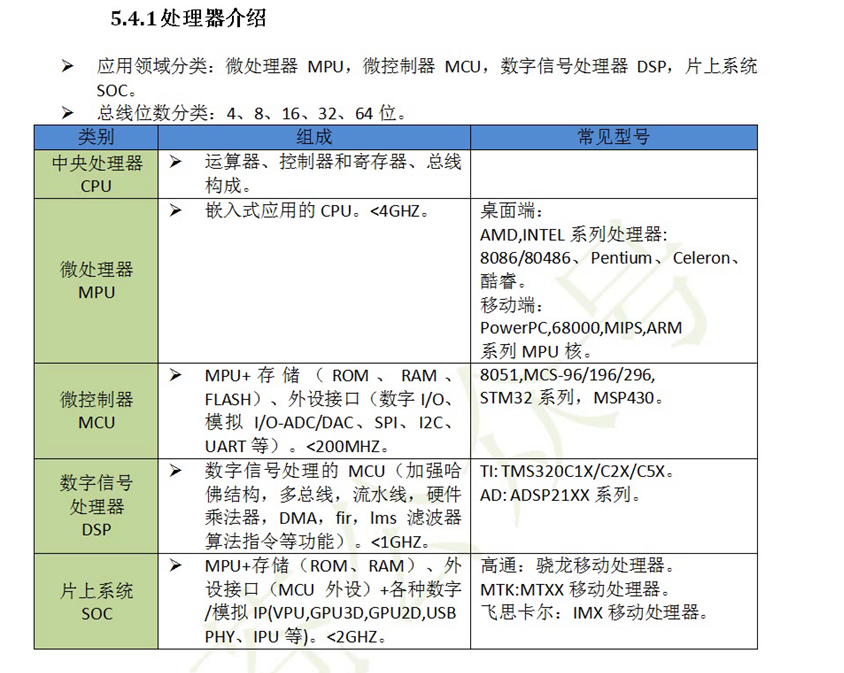 5.4.1处理器介绍
➢ 应用领域分类：微处理器 MPU，微控制器 MCU，数字信号处理器 DSP，片上系统
SOC。
➢ 总线位数分类：4、8、16、32、64 位。
类别 组成 常见型号
中央处理器
CPU
➢ 运算器、控制器和寄存器、总线
构成。
微处理器
MPU
➢ 嵌入式应用的 CPU。<4GHZ。
桌面端：
AMD,INTEL 系列处理器:
8086/80486、Pentium、Celeron、
酷睿。
移动端：
PowerPC,68000,MIPS,ARM
系列 MPU 核。
微控制器
MCU
➢ MPU+存储（ROM、RAM、
FLASH）、外设接口（数字 I/O、
模拟 I/O-ADC/DAC、SPI、I2C、
UART 等）。<200MHZ。
8051,MCS-96/196/296,
STM32 系列，MSP430。
数字信号
处理器
DSP
➢ 数字信号处理的 MCU（加强哈
佛结构，多总线，流水线，硬件
乘法器，DMA，fir，lms 滤波器
算法指令等功能）。<1GHZ。
TI: TMS320C1X/C2X/C5X。
AD: ADSP21XX 系列。
片上系统
SOC
➢ MPU+存储（ROM、RAM）、外
设接口（MCU 外设）+各种数字
/模拟 IP(VPU,GPU3D,GPU2D,USB
PHY、IPU 等)。<2GHZ。
高通：骁龙移动处理器。
MTK:MTXX 移动处理器。
飞思卡尔：IMX 移动处理器。